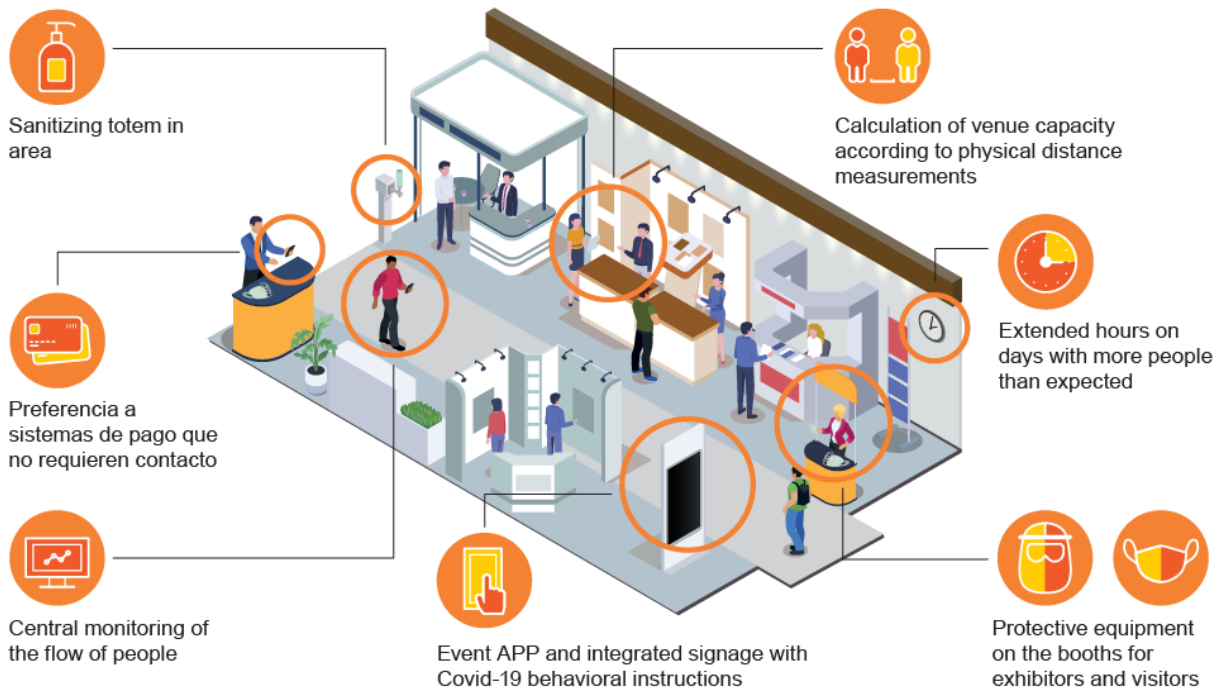 Sanitizing totem in
area
Calculation of venue capacity
according to physical distance
measurements
Extended hours on
days with more people
than expected
Preferencia a
sistemas de pago que
no requieren contacto
Central monitoring of
the flow of people
Event APP and integrated signage with
Covid-19 behavioral instructions
Protective equipment
on the booths for
exhibitors and visitors